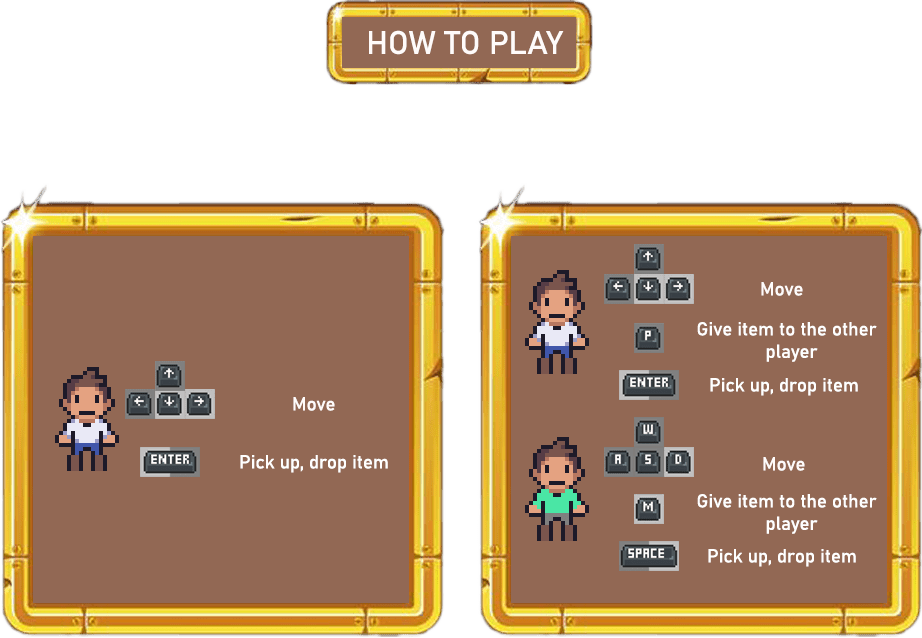 HOW TO PLAY
↑
← ↓ → Move
ENTER Pick up, drop item
↑
← ↓ → Move
P Give item to the other
player
ENTER Pick up, drop item
W
A S D Move
M Give item to the other
player
SPACE Pick up, drop item